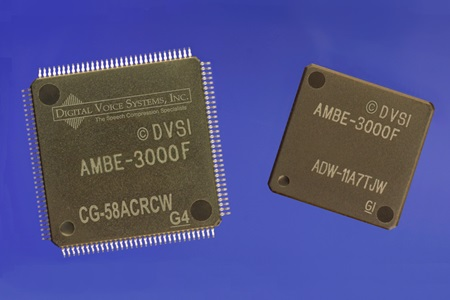 DIGITAL VOICE SYSTEMS, INC.
The Speech Compression Specialists
©DVSI
AMBE-3000F
CG-58ACRCW
G4
©DVSI
AMBE-3000F
ADW-11A7TJW
G1